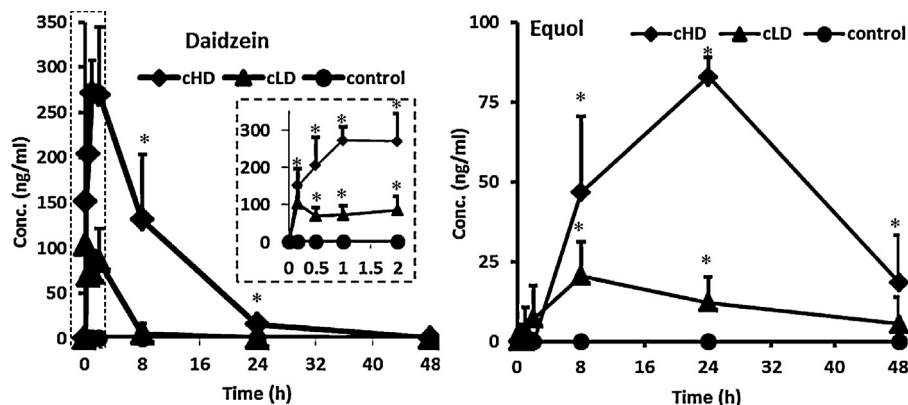 Daidzein
cHD cLD control
Conc. (ng/ml)
350
300
250
200
150
100
50
0
0 8 16 24 32 40 48
Time (h)
* *
300
200
100
0
0 0.5 1 1.5 2
* * * *
* * *
Equol
cHD cLD control
Conc. (ng/ml)
100
75
50
25
0
0 8 16 24 32 40 48
Time (h)
* * *
* *